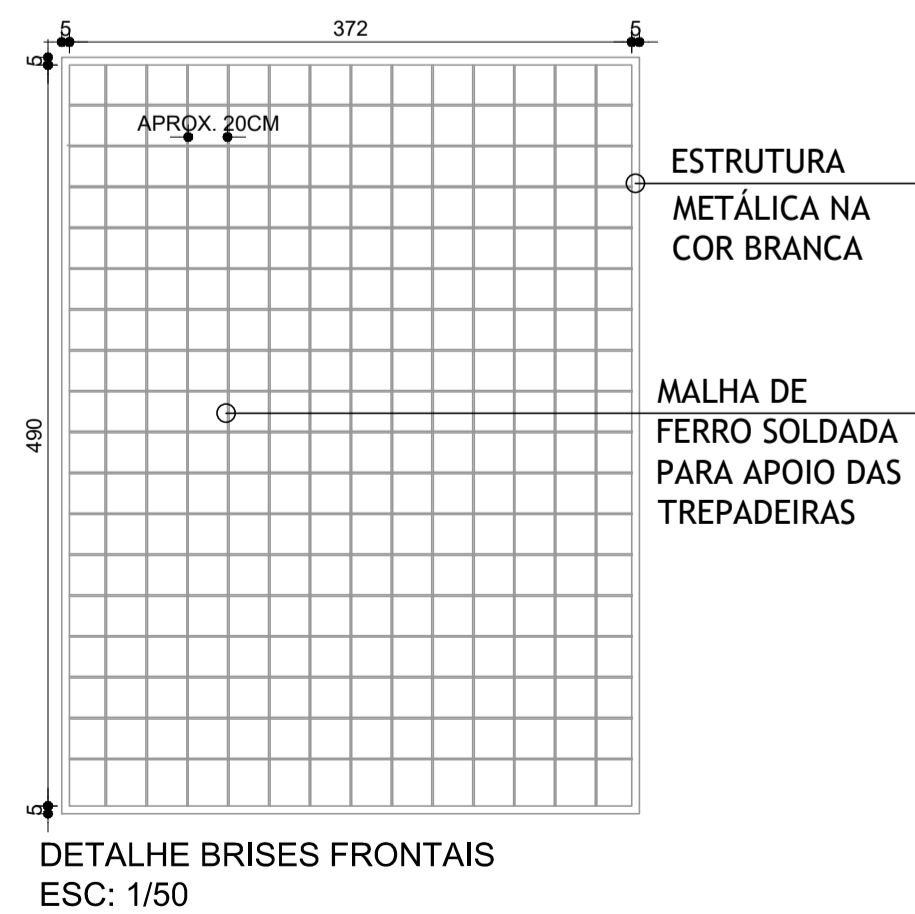 5 372 5
5
APROX. 20CM
ESTRUTURA
METÁLICA NA
COR BRANCA
MALHA DE
FERRO SOLDADA
PARA APOIO DAS
TREPADEIRAS
490
5
DETALHE BRISES FRONTAIS
ESC: 1/50